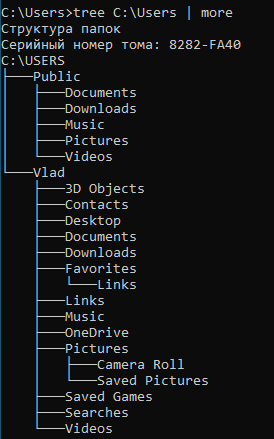 C:\Users>tree C:\Users | more
Структура папок
Серийный номер тома: 8282-FA40
C:\USERS
├───Public
│   ├───Documents
│   ├───Downloads
│   ├───Music
│   ├───Pictures
│   └───Videos
└───Vlad
    ├───3D Objects
    ├───Contacts
    ├───Desktop
    ├───Documents
    ├───Downloads
    ├───Favorites
    │   └───Links
    ├───Links
    ├───Music
    ├───OneDrive
    ├───Pictures
    │   ├───Camera Roll
    │   └───Saved Pictures
    ├───Saved Games
    ├───Searches
    └───Videos